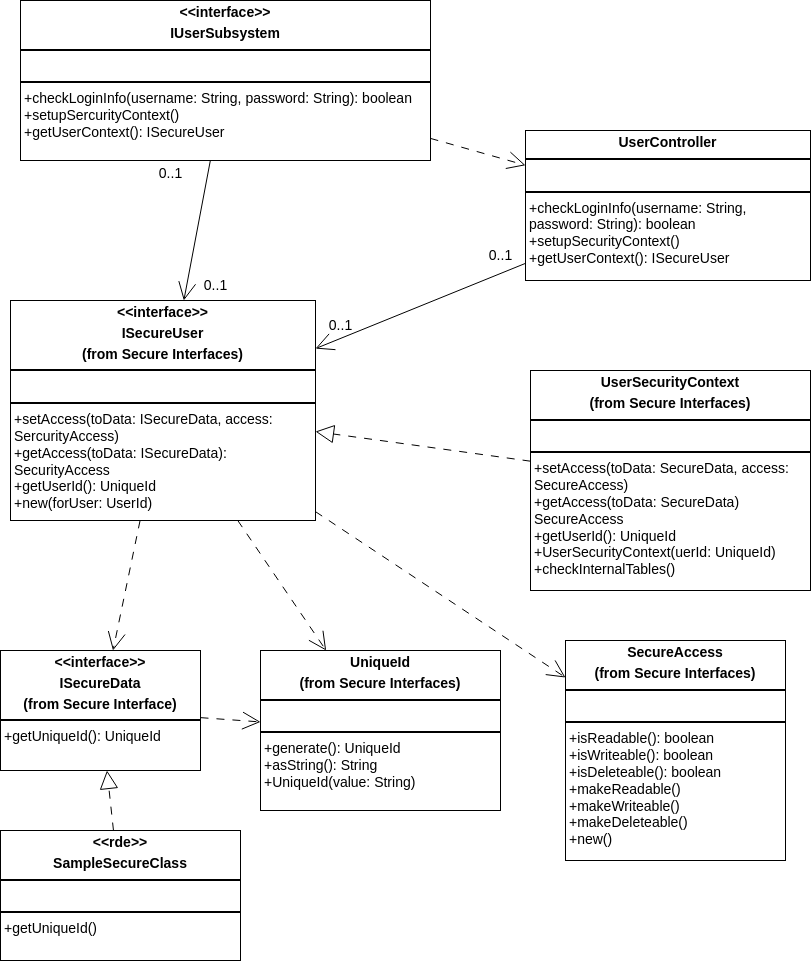 <<interface>>
IUserSubsystem
+checkLoginInfo(username: String, password: String): boolean
+setupSercurityContext()
+getUserContext(): ISecureUser
UserController
+checkLoginInfo(username: String,
password: String): boolean
+setupSecurityContext()
+getUserContext(): ISecureUser
0..1
0..1
0..1
0..1
<<interface>>
ISecureUser
(from Secure Interfaces)
+setAccess(toData: ISecureData, access:
SercurityAccess)
+getAccess(toData: ISecureData):
SecurityAccess
+getUserId(): UniqueId
+new(forUser: UserId)
UserSecurityContext
(from Secure Interfaces)
+setAccess(toData: SecureData, access:
SecureAccess)
+getAccess(toData: SecureData)
SecureAccess
+getUserId(): UniqueId
+UserSecurityContext(uerId: UniqueId)
+checkInternalTables()
<<interface>>
ISecureData
(from Secure Interface)
+getUniqueId(): UniqueId
UniqueId
(from Secure Interfaces)
+generate(): UniqueId
+asString(): String
+UniqueId(value: String)
SecureAccess
(from Secure Interfaces)
+isReadable(): boolean
+isWriteable(): boolean
+isDeleteable(): boolean
+makeReadable()
+makeWriteable()
+makeDeleteable()
+new()
<<rde>>
SampleSecureClass
+getUniqueId()